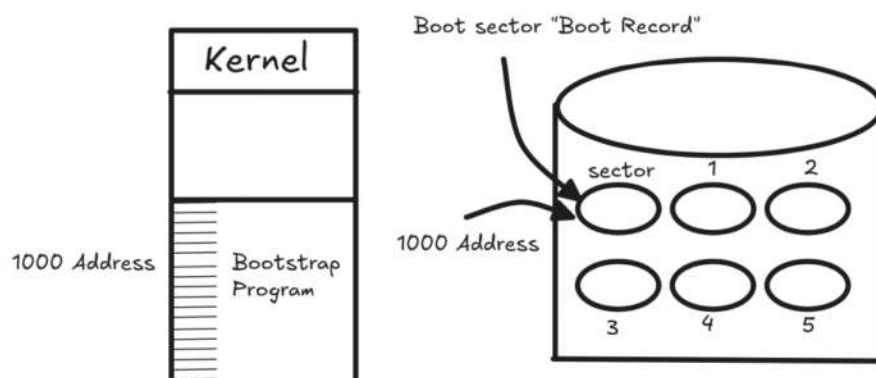 Kernel
1000 Address
Bootstrap
Program
Boot sector "Boot Record"
sector 1 2
1000 Address
3 4 5